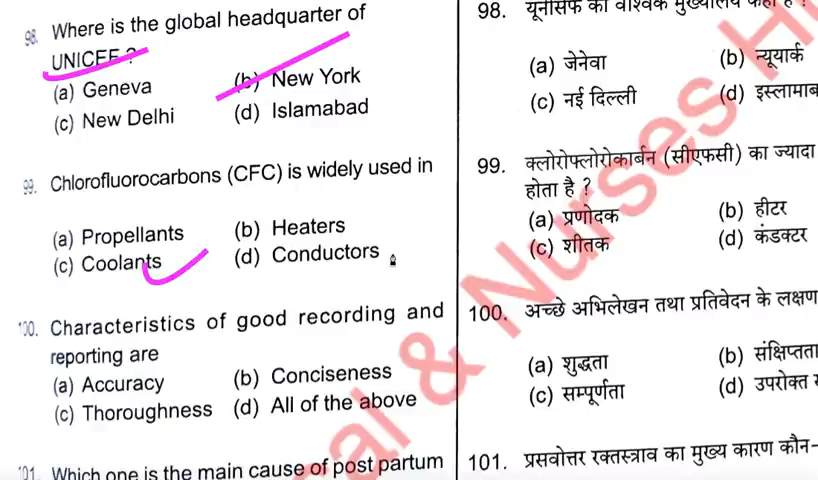 98. Where is the global headquarter of
UNICEF ?
(a) Geneva (b) New York
(c) New Delhi (d) Islamabad
99. Chlorofluorocarbons (CFC) is widely used in
(a) Propellants (b) Heaters
(c) Coolants (d) Conductors
100. Characteristics of good recording and
reporting are
(a) Accuracy (b) Conciseness
(c) Thoroughness (d) All of the above
101. Which one is the main cause of post partum
98. यूनीसेफ का वैश्विक मुख्यालय कहाँ है ?
(a) जेनेवा (b) न्यूयार्क
(c) नई दिल्ली (d) इस्लामाब
99. क्लोरोफ्लोरोकार्बन (सीएफसी) का ज्यादा
होता है ?
(a) प्रणोदक (b) हीटर
(c) शीतक (d) कंडक्टर
100. अच्छे अभिलेखन तथा प्रतिवेदन के लक्षण
(a) शुद्धता (b) संक्षिप्तता
(c) सम्पूर्णता (d) उपरोक्त
101. प्रसवोत्तर रक्तस्त्राव का मुख्य कारण कौन-
& Nurses